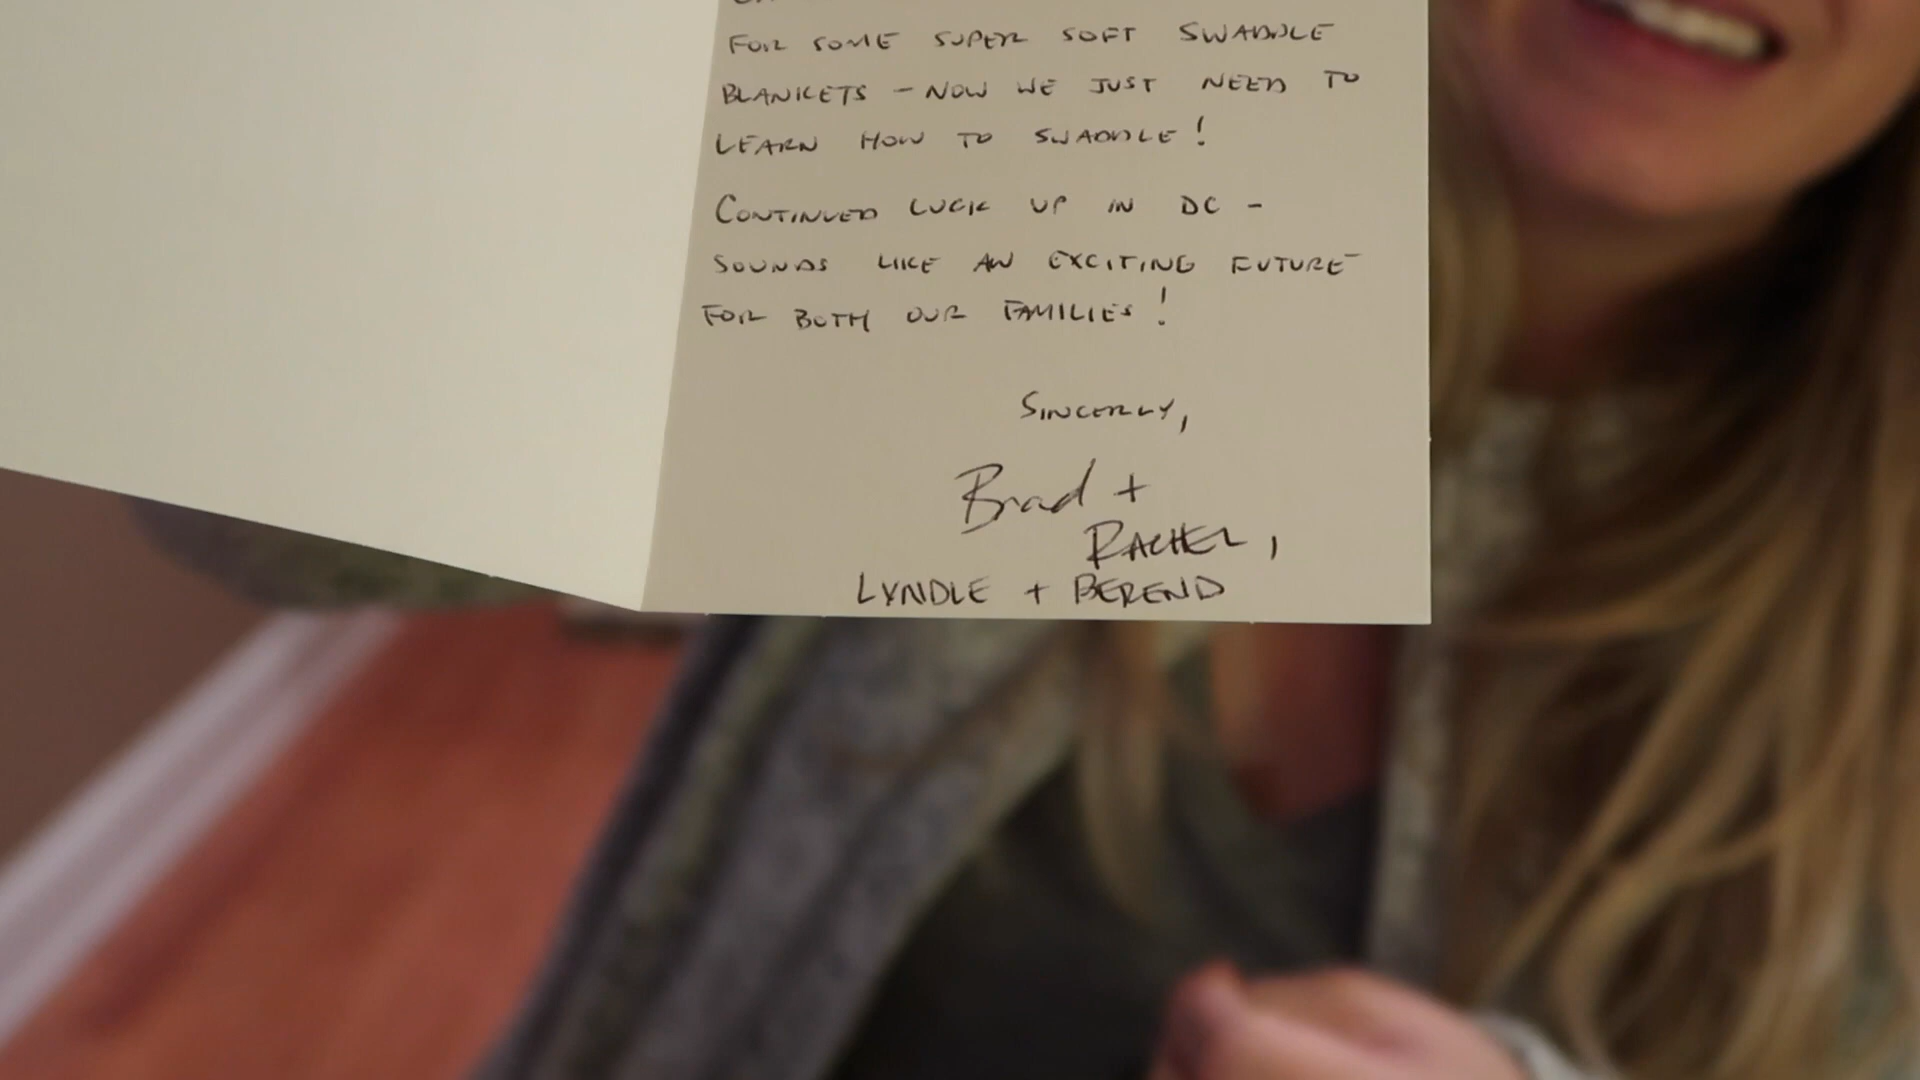 FOR SOME SUPER SOFT SWADDLE
BLANKETS - NOW WE JUST NEED TO
LEARN HOW TO SWADDLE!
CONTINUED LUCK UP IN DC -
SOUNDS LIKE AN EXCITING FUTURE
FOR BOTH OUR FAMILIES!
SINCERLY,
Brad +
RACHEL,
LYNDLE + BEREND